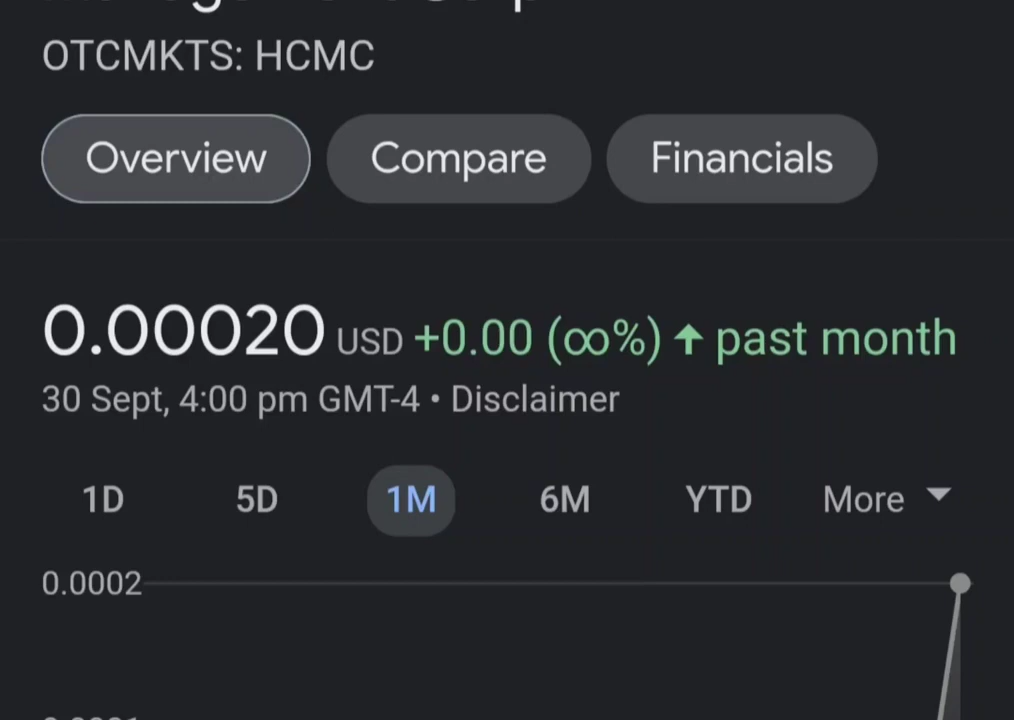 OTCMKTS: HCMC
Overview Compare Financials
0.00020 USD +0.00 (∞%) ↑ past month
30 Sept, 4:00 pm GMT-4 • Disclaimer
1D 5D 1M 6M YTD More
0.0002